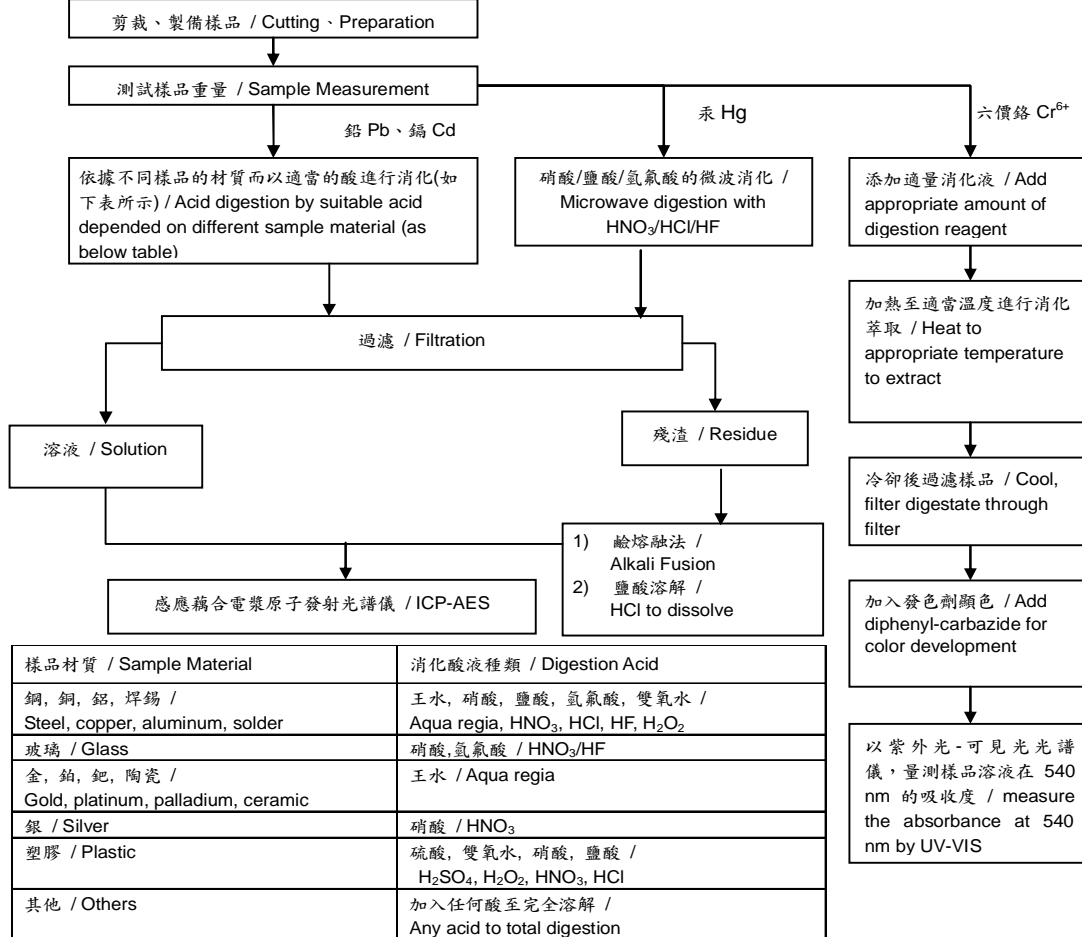 剪裁、製備樣品 / Cutting、Preparation
測試樣品重量 / Sample Measurement
鉛 Pb、鎘 Cd
汞 Hg
六價鉻 Cr⁶⁺
依據不同樣品的材質而以適當的酸進行消化(如
下表所示) / Acid digestion by suitable acid
depended on different sample material (as
below table)
硝酸/鹽酸/氫氟酸的微波消化 /
Microwave digestion with
HNO₃/HCl/HF
添加適量消化液 / Add
appropriate amount of
digestion reagent
過濾 / Filtration
加熱至適當溫度進行消化
萃取 / Heat to
appropriate temperature
to extract
溶液 / Solution
殘渣 / Residue
冷卻後過濾樣品 / Cool,
filter digestate through
filter
1) 鹼熔融法 /
Alkali Fusion
2) 鹽酸溶解 /
HCl to dissolve
感應藕合電漿原子發射光譜儀 / ICP-AES
加入發色劑顯色 / Add
diphenyl-carbazide for
color development
以紫外光-可見光光譜
儀，量測樣品溶液在 540
nm 的吸收度 / measure
the absorbance at 540
nm by UV-VIS
樣品材質 / Sample Material
消化酸液種類 / Digestion Acid
鋼, 銅, 鋁, 焊錫 /
Steel, copper, aluminum, solder
王水, 硝酸, 鹽酸, 氫氟酸, 雙氧水 /
Aqua regia, HNO₃, HCl, HF, H₂O₂
玻璃 / Glass
硝酸,氫氟酸 / HNO₃/HF
金, 鉑, 鈀, 陶瓷 /
Gold, platinum, palladium, ceramic
王水 / Aqua regia
銀 / Silver
硝酸 / HNO₃
塑膠 / Plastic
硫酸, 雙氧水, 硝酸, 鹽酸 /
H₂SO₄, H₂O₂, HNO₃, HCl
其他 / Others
加入任何酸至完全溶解 /
Any acid to total digestion